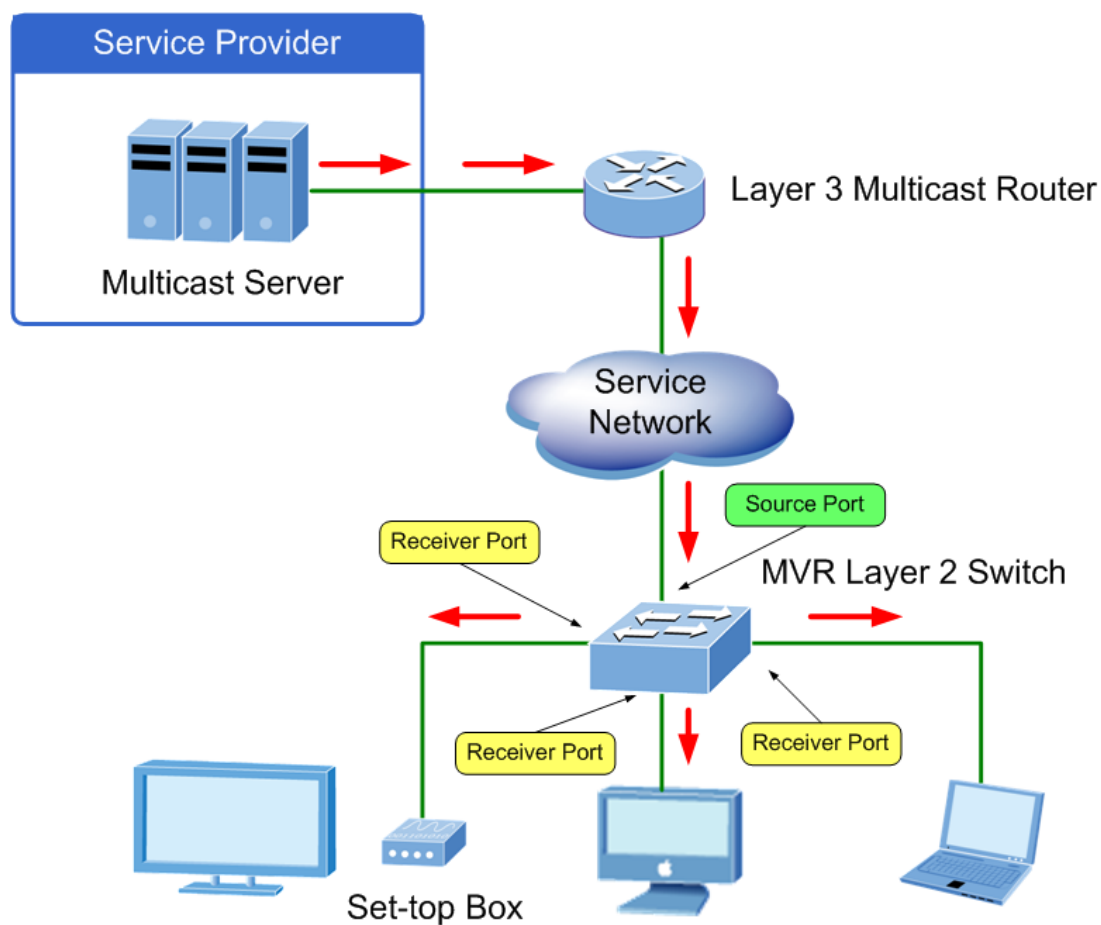 Service Provider
Multicast Server
Layer 3 Multicast Router
Service
Network
Source Port
Receiver Port
MVR Layer 2 Switch
Receiver Port
Receiver Port
Set-top Box